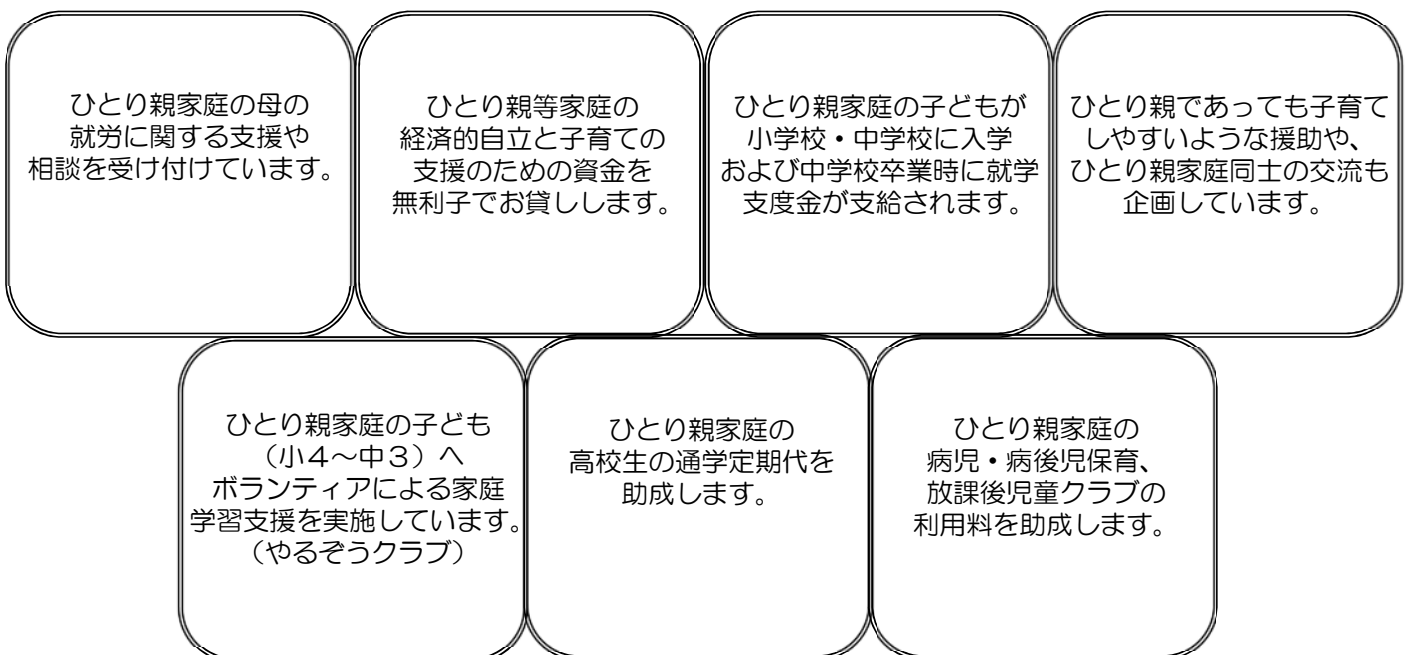 ひとり親家庭の母の
就労に関する支援や
相談を受け付けています。
ひとり親等家庭の
経済的自立と子育ての
支援のための資金を
無利子でお貸しします。
ひとり親家庭の子どもが
小学校・中学校に入学
および中学校卒業時に就学
支度金が支給されます。
ひとり親であっても子育て
しやすいような援助や、
ひとり親家庭同士の交流も
企画しています。
ひとり親家庭の子ども
（小４～中３）へ
ボランティアによる家庭
学習支援を実施しています。
（やるぞうクラブ）
ひとり親家庭の
高校生の通学定期代を
助成します。
ひとり親家庭の
病児・病後児保育、
放課後児童クラブの
利用料を助成します。